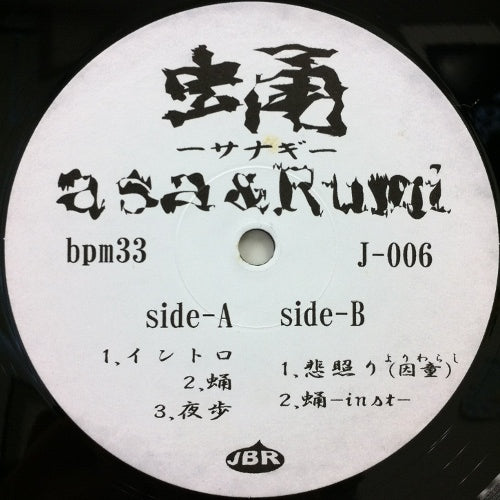 蛹
ーサナギー
asa&Rumi
bpm33
J-006
side-A
1,イントロ
2,蛹
3,夜歩
side-B
1,悲照り(因童)
よりわらし
2,蛹-inst-
JBR